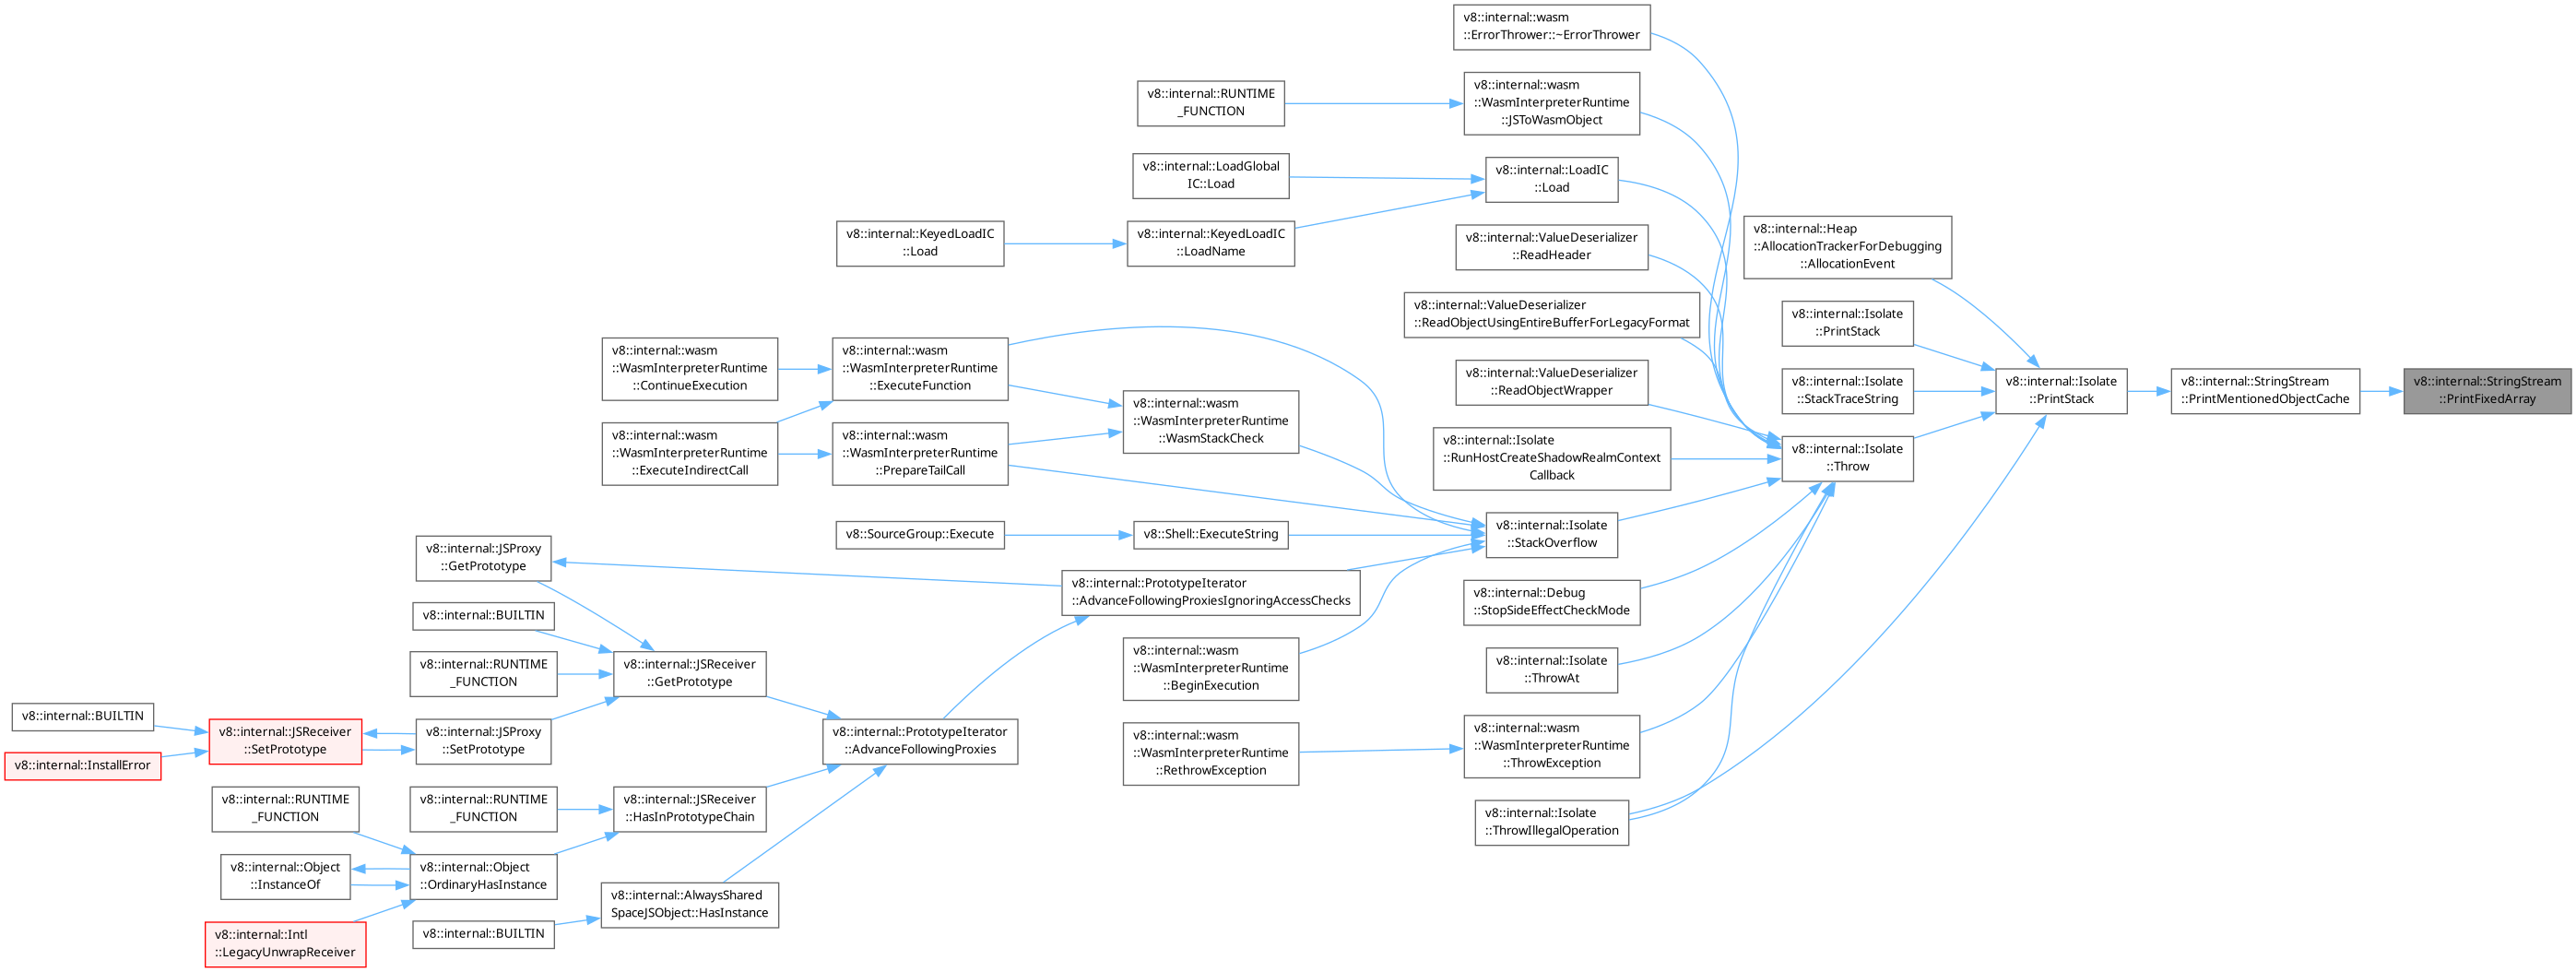 v8::internal::wasm
::ErrorThrower::~ErrorThrower
v8::internal::RUNTIME
_FUNCTION
v8::internal::wasm
::WasmInterpreterRuntime
::JSToWasmObject
v8::internal::LoadGlobal
IC::Load
v8::internal::LoadIC
::Load
v8::internal::KeyedLoadIC
::Load
v8::internal::KeyedLoadIC
::LoadName
v8::internal::ValueDeserializer
::ReadHeader
v8::internal::Heap
::AllocationTrackerForDebugging
::AllocationEvent
v8::internal::ValueDeserializer
::ReadObjectUsingEntireBufferForLegacyFormat
v8::internal::Isolate
::PrintStack
v8::internal::wasm
::WasmInterpreterRuntime
::ContinueExecution
v8::internal::wasm
::WasmInterpreterRuntime
::ExecuteFunction
v8::internal::ValueDeserializer
::ReadObjectWrapper
v8::internal::Isolate
::StackTraceString
v8::internal::Isolate
::PrintStack
v8::internal::StringStream
::PrintMentionedObjectCache
v8::internal::StringStream
::PrintFixedArray
v8::internal::wasm
::WasmInterpreterRuntime
::WasmStackCheck
v8::internal::wasm
::WasmInterpreterRuntime
::ExecuteIndirectCall
v8::internal::wasm
::WasmInterpreterRuntime
::PrepareTailCall
v8::internal::Isolate
::RunHostCreateShadowRealmContext
Callback
v8::internal::Isolate
::Throw
v8::SourceGroup::Execute
v8::Shell::ExecuteString
v8::internal::Isolate
::StackOverflow
v8::internal::JSProxy
::GetPrototype
v8::internal::PrototypeIterator
::AdvanceFollowingProxiesIgnoringAccessChecks
v8::internal::Debug
::StopSideEffectCheckMode
v8::internal::BUILTIN
v8::internal::RUNTIME
_FUNCTION
v8::internal::JSReceiver
::GetPrototype
v8::internal::wasm
::WasmInterpreterRuntime
::BeginExecution
v8::internal::Isolate
::ThrowAt
v8::internal::BUILTIN
v8::internal::InstallError
v8::internal::JSReceiver
::SetPrototype
v8::internal::JSProxy
::SetPrototype
v8::internal::PrototypeIterator
::AdvanceFollowingProxies
v8::internal::wasm
::WasmInterpreterRuntime
::RethrowException
v8::internal::wasm
::WasmInterpreterRuntime
::ThrowException
v8::internal::RUNTIME
_FUNCTION
v8::internal::RUNTIME
_FUNCTION
v8::internal::JSReceiver
::HasInPrototypeChain
v8::internal::Isolate
::ThrowIllegalOperation
v8::internal::Object
::InstanceOf
v8::internal::Object
::OrdinaryHasInstance
v8::internal::AlwaysShared
SpaceJSObject::HasInstance
v8::internal::Intl
::LegacyUnwrapReceiver
v8::internal::BUILTIN